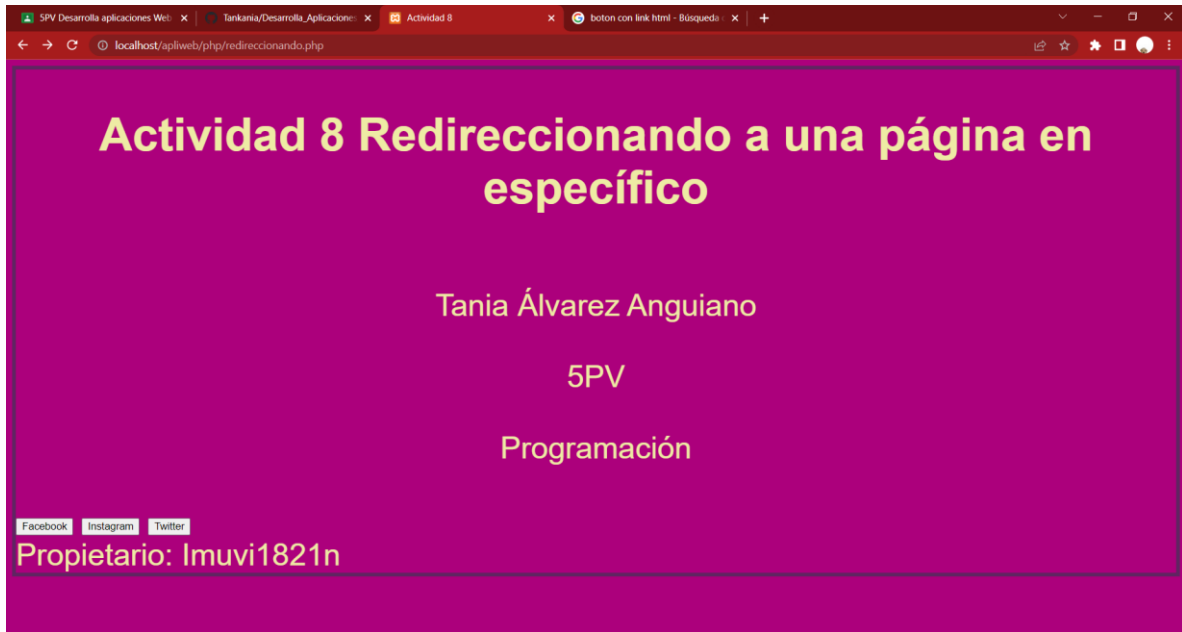 5PV Desarrolla aplicaciones Web
Tankania/Desarrolla_Aplicacione
Actividad 8
boton con link html - Búsqueda
localhost/apliweb/php/redireccionando.php
Actividad 8 Redireccionando a una página en
específico
Tania Álvarez Anguiano
5PV
Programación
Facebook Instagram Twitter
Propietario: Imuvi1821n